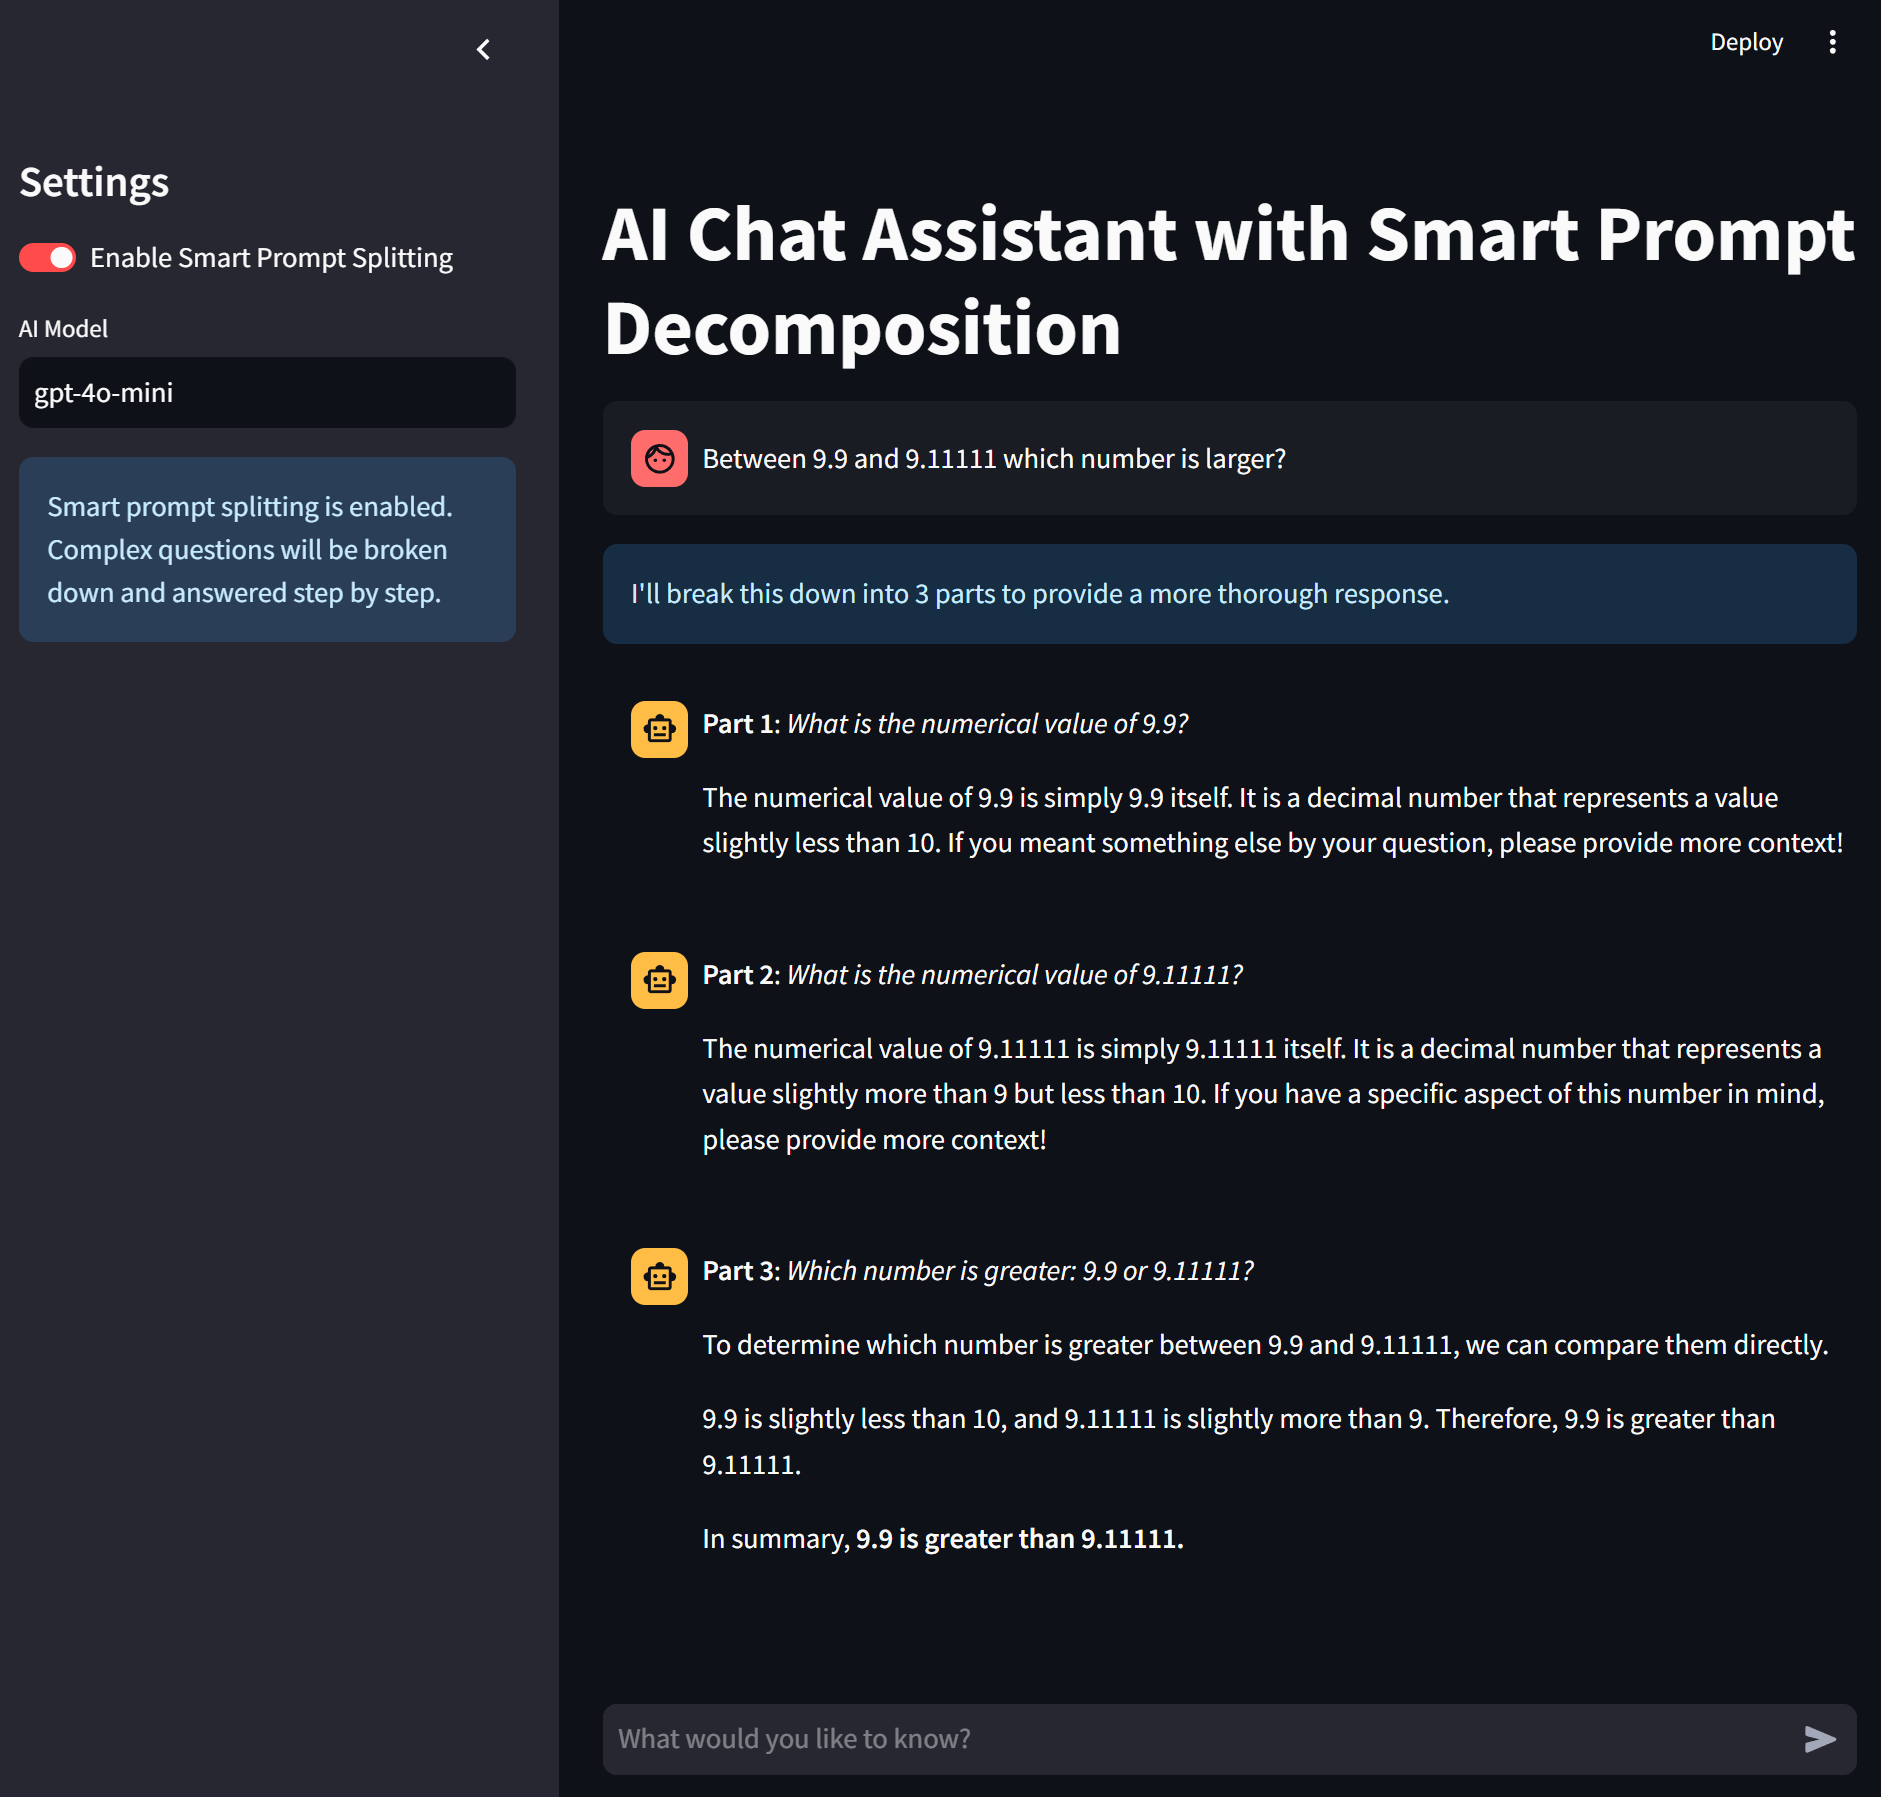 Deploy
Settings
Enable Smart Prompt Splitting
AI Model
gpt-4o-mini
Smart prompt splitting is enabled.
Complex questions will be broken
down and answered step by step.
AI Chat Assistant with Smart Prompt
Decomposition
Between 9.9 and 9.11111 which number is larger?
I'll break this down into 3 parts to provide a more thorough response.
Part 1: What is the numerical value of 9.9?
The numerical value of 9.9 is simply 9.9 itself. It is a decimal number that represents a value
slightly less than 10. If you meant something else by your question, please provide more context!
Part 2: What is the numerical value of 9.11111?
The numerical value of 9.11111 is simply 9.11111 itself. It is a decimal number that represents a
value slightly more than 9 but less than 10. If you have a specific aspect of this number in mind,
please provide more context!
Part 3: Which number is greater: 9.9 or 9.11111?
To determine which number is greater between 9.9 and 9.11111, we can compare them directly.
9.9 is slightly less than 10, and 9.11111 is slightly more than 9. Therefore, 9.9 is greater than
9.11111.
In summary, 9.9 is greater than 9.11111.
What would you like to know?